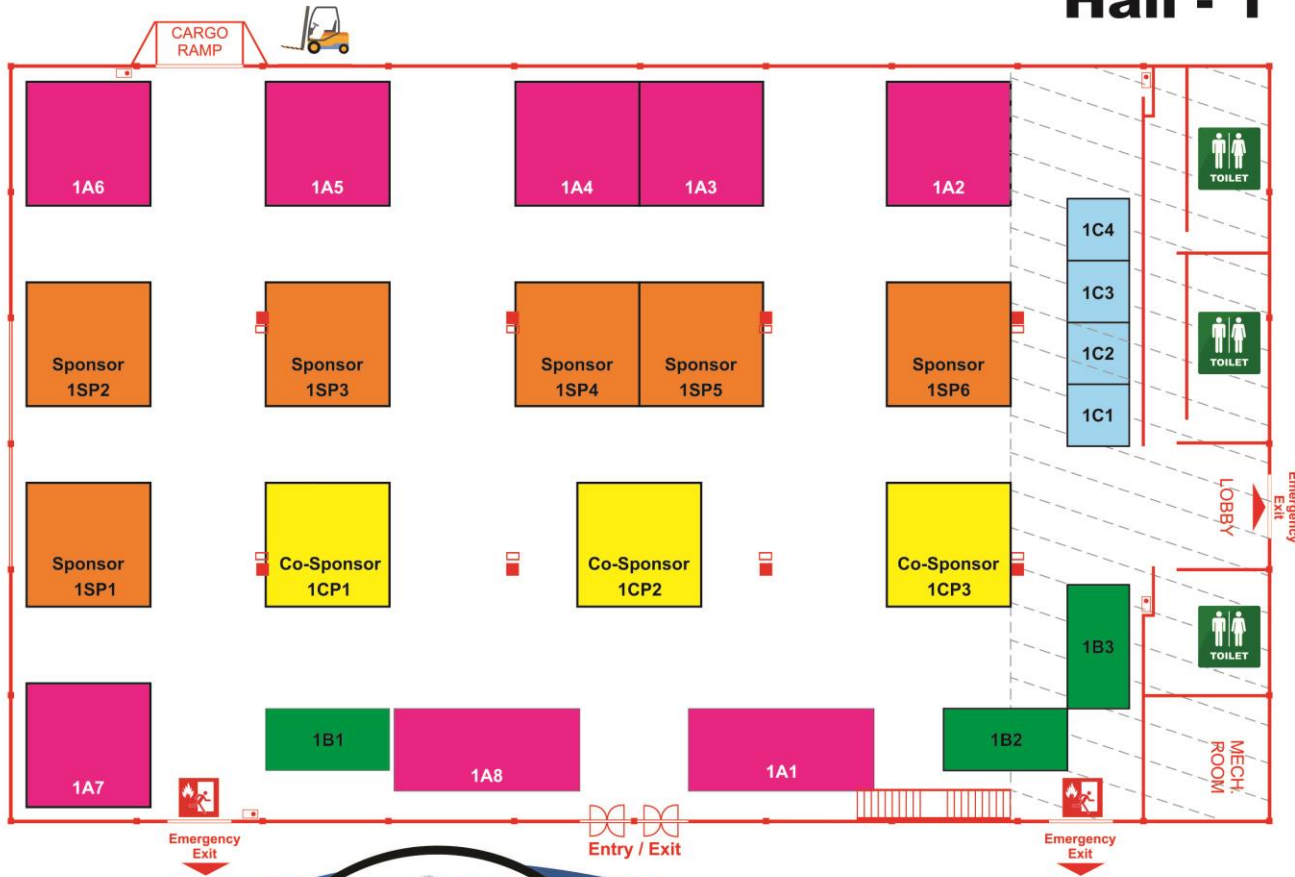 Hall - 1
CARGO
RAMP
1A6
1A5
1A4
1A3
1A2
TOILET
1C4
1C3
1C2
1C1
Sponsor
1SP2
Sponsor
1SP3
Sponsor
1SP4
Sponsor
1SP5
Sponsor
1SP6
TOILET
Sponsor
1SP1
Co-Sponsor
1CP1
Co-Sponsor
1CP2
Co-Sponsor
1CP3
LOBBY
Emergency
Exit
1B3
TOILET
1A7
1B1
1A8
1A1
1B2
MECH.
ROOM
Emergency
Exit
Entry / Exit
Emergency
Exit